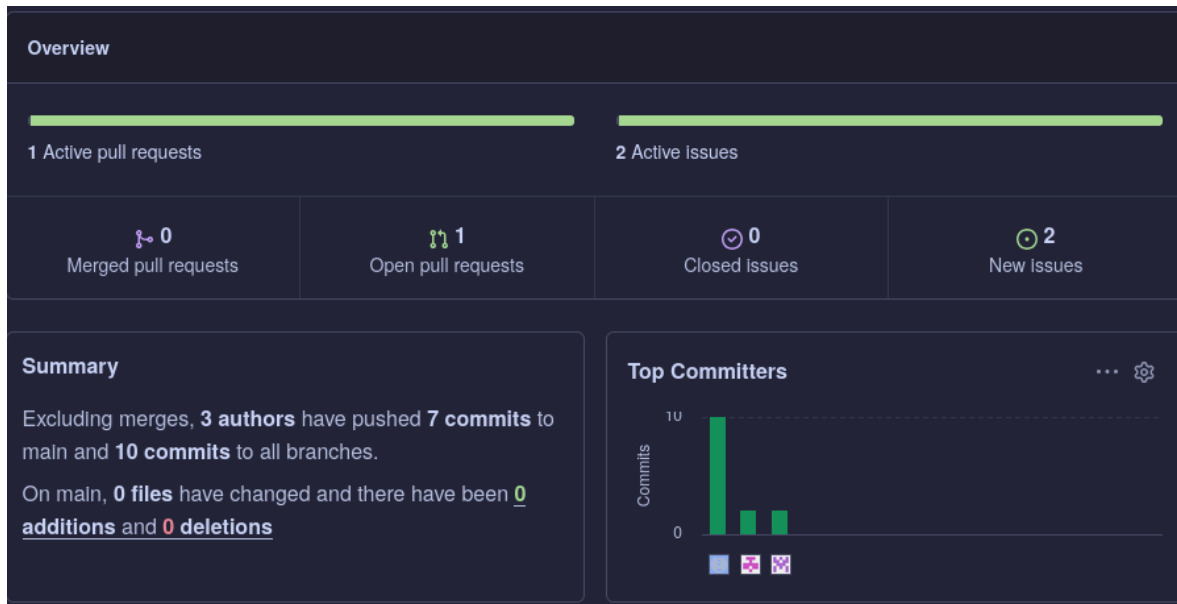 Overview
1 Active pull requests
2 Active issues
0
Merged pull requests
1
Open pull requests
0
Closed issues
2
New issues
Summary
Excluding merges, 3 authors have pushed 7 commits to
main and 10 commits to all branches.
On main, 0 files have changed and there have been 0
additions and 0 deletions
Top Committers
10
Commits
0